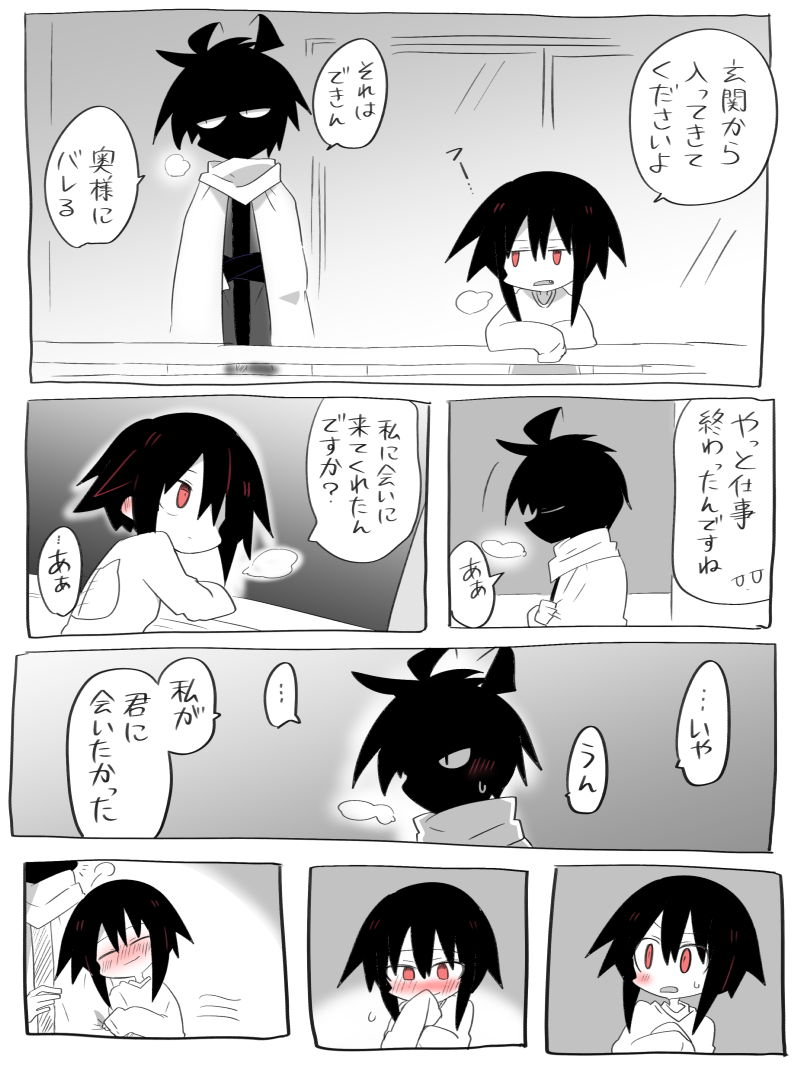 玄関から
入ってきて
くださいよ
それは
できん
奥様に
バレる
やっと仕事
終わったんですね
あぁ
私に会いに
来てくれたん
ですか？
…あぁ
…いや
うん
…
私が
君に
会いたかった